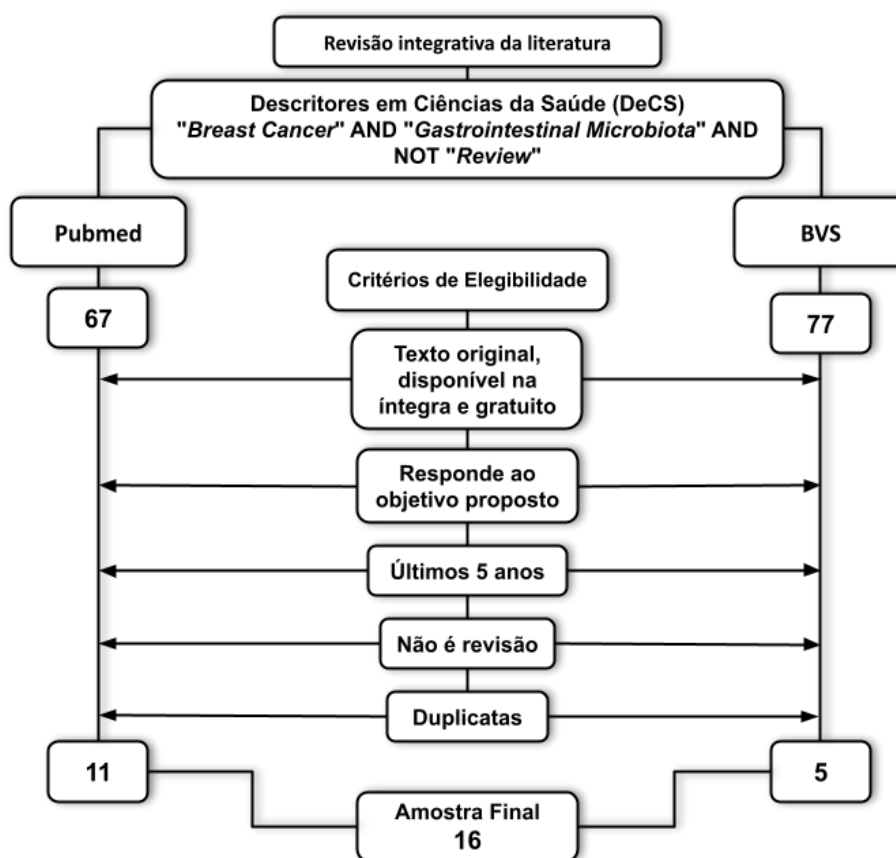 Revisão integrativa da literatura
Descritores em Ciências da Saúde (DeCS)
"Breast Cancer" AND "Gastrointestinal Microbiota" AND
NOT "Review"
Pubmed
BVS
67
77
Critérios de Elegibilidade
Texto original,
disponível na
íntegra e gratuito
Responde ao
objetivo proposto
Últimos 5 anos
Não é revisão
Duplicatas
11
5
Amostra Final
16